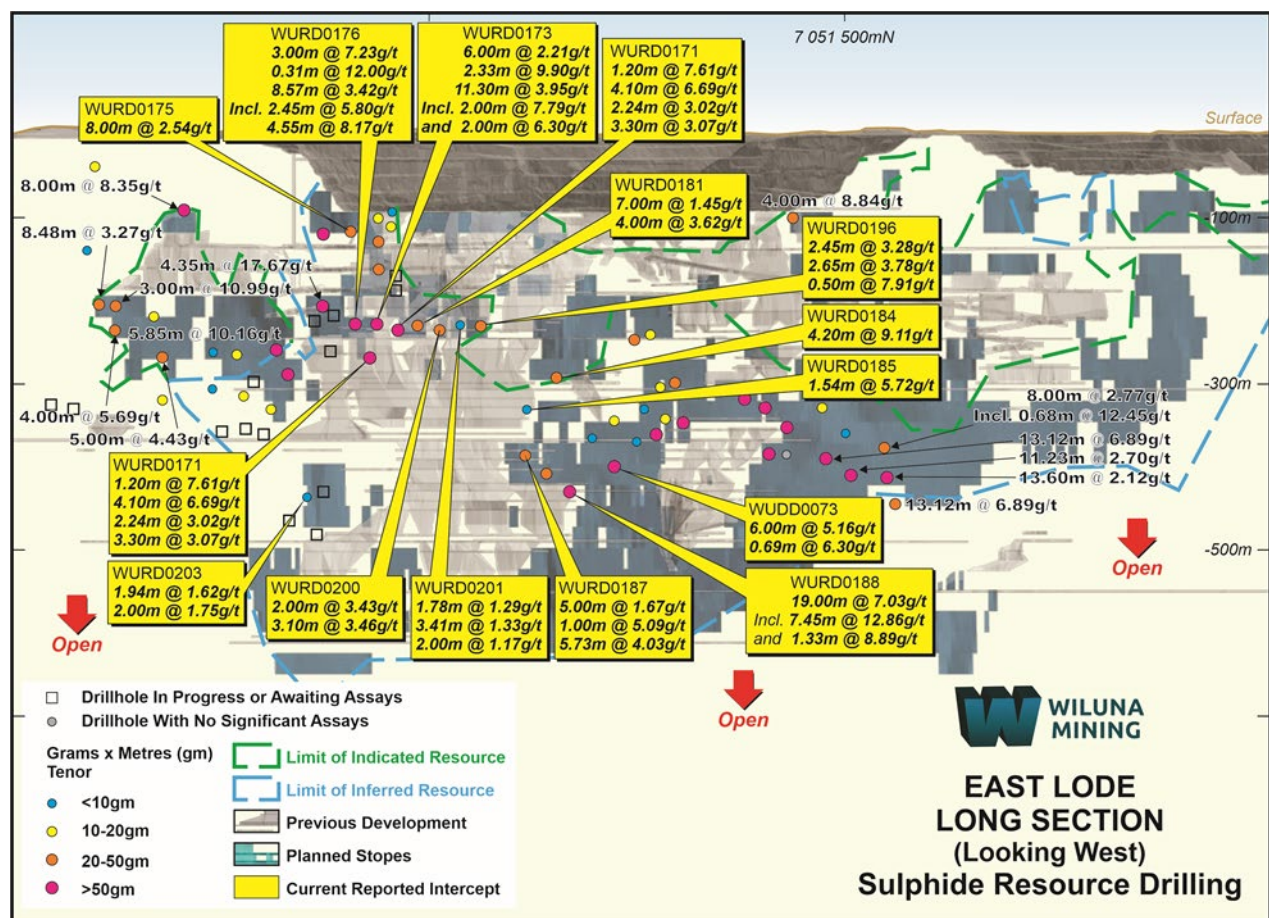 7 051 500mN
WURD0176
3.00m @ 7.23g/t
0.31m @ 12.00g/t
8.57m @ 3.42g/t
Incl. 2.45m @ 5.80g/t
4.55m @ 8.17g/t
WURD0173
6.00m @ 2.21g/t
2.33m @ 9.90g/t
11.30m @ 3.95g/t
Incl. 2.00m @ 7.79g/t
and 2.00m @ 6.30g/t
WURD0171
1.20m @ 7.61g/t
4.10m @ 6.69g/t
2.24m @ 3.02g/t
3.30m @ 3.07g/t
WURD0175
8.00m @ 2.54g/t
Surface
8.00m @ 8.35g/t
WURD0181
7.00m @ 1.45g/t
4.00m @ 3.62g/t
4.00m @ 8.84g/t
-100m
8.48m @ 3.27g/t
4.35m @ 17.67g/t
3.00m @ 10.99g/t
WURD0196
2.45m @ 3.28g/t
2.65m @ 3.78g/t
0.50m @ 7.91g/t
5.85m @ 10.16g/t
WURD0184
4.20m @ 9.11g/t
WURD0185
1.54m @ 5.72g/t
-300m
4.00m @ 5.69g/t
5.00m @ 4.43g/t
8.00m @ 2.77g/t
Incl. 0.68m @ 12.45g/t
13.12m @ 6.89g/t
11.23m @ 2.70g/t
13.60m @ 2.12g/t
13.12m @ 6.89g/t
WURD0171
1.20m @ 7.61g/t
4.10m @ 6.69g/t
2.24m @ 3.02g/t
3.30m @ 3.07g/t
WUDD0073
6.00m @ 5.16g/t
0.69m @ 6.30g/t
-500m
WURD0203
1.94m @ 1.62g/t
2.00m @ 1.75g/t
WURD0200
2.00m @ 3.43g/t
3.10m @ 3.46g/t
WURD0201
1.78m @ 1.29g/t
3.41m @ 1.33g/t
2.00m @ 1.17g/t
WURD0187
5.00m @ 1.67g/t
1.00m @ 5.09g/t
5.73m @ 4.03g/t
WURD0188
19.00m @ 7.03g/t
Incl. 7.45m @ 12.86g/t
and 1.33m @ 8.89g/t
Open
Open
Open
Drillhole In Progress or Awaiting Assays
Drillhole With No Significant Assays
Grams x Metres (gm)
Tenor
<10gm
10-20gm
20-50gm
>50gm
Limit of Indicated Resource
Limit of Inferred Resource
Previous Development
Planned Stopes
Current Reported Intercept
WILUNA
MINING
EAST LODE
LONG SECTION
(Looking West)
Sulphide Resource Drilling